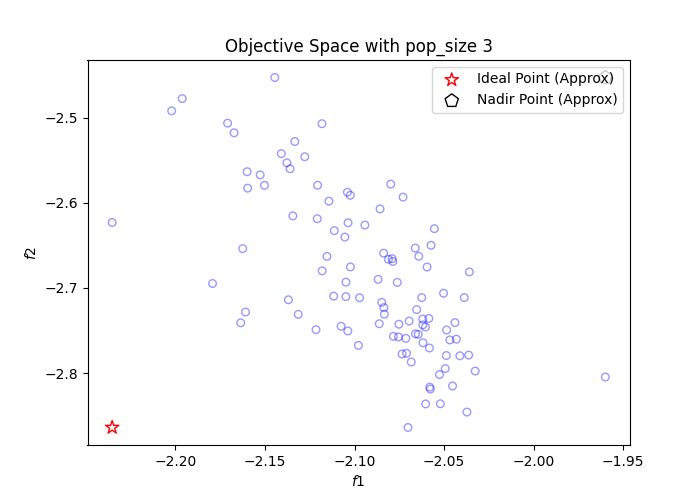 Objective Space with pop_size 3
Ideal Point (Approx)
Nadir Point (Approx)
−2.5
−2.6
−2.7
−2.8
f2
−2.20
−2.15
−2.10
−2.05
−2.00
−1.95
f1